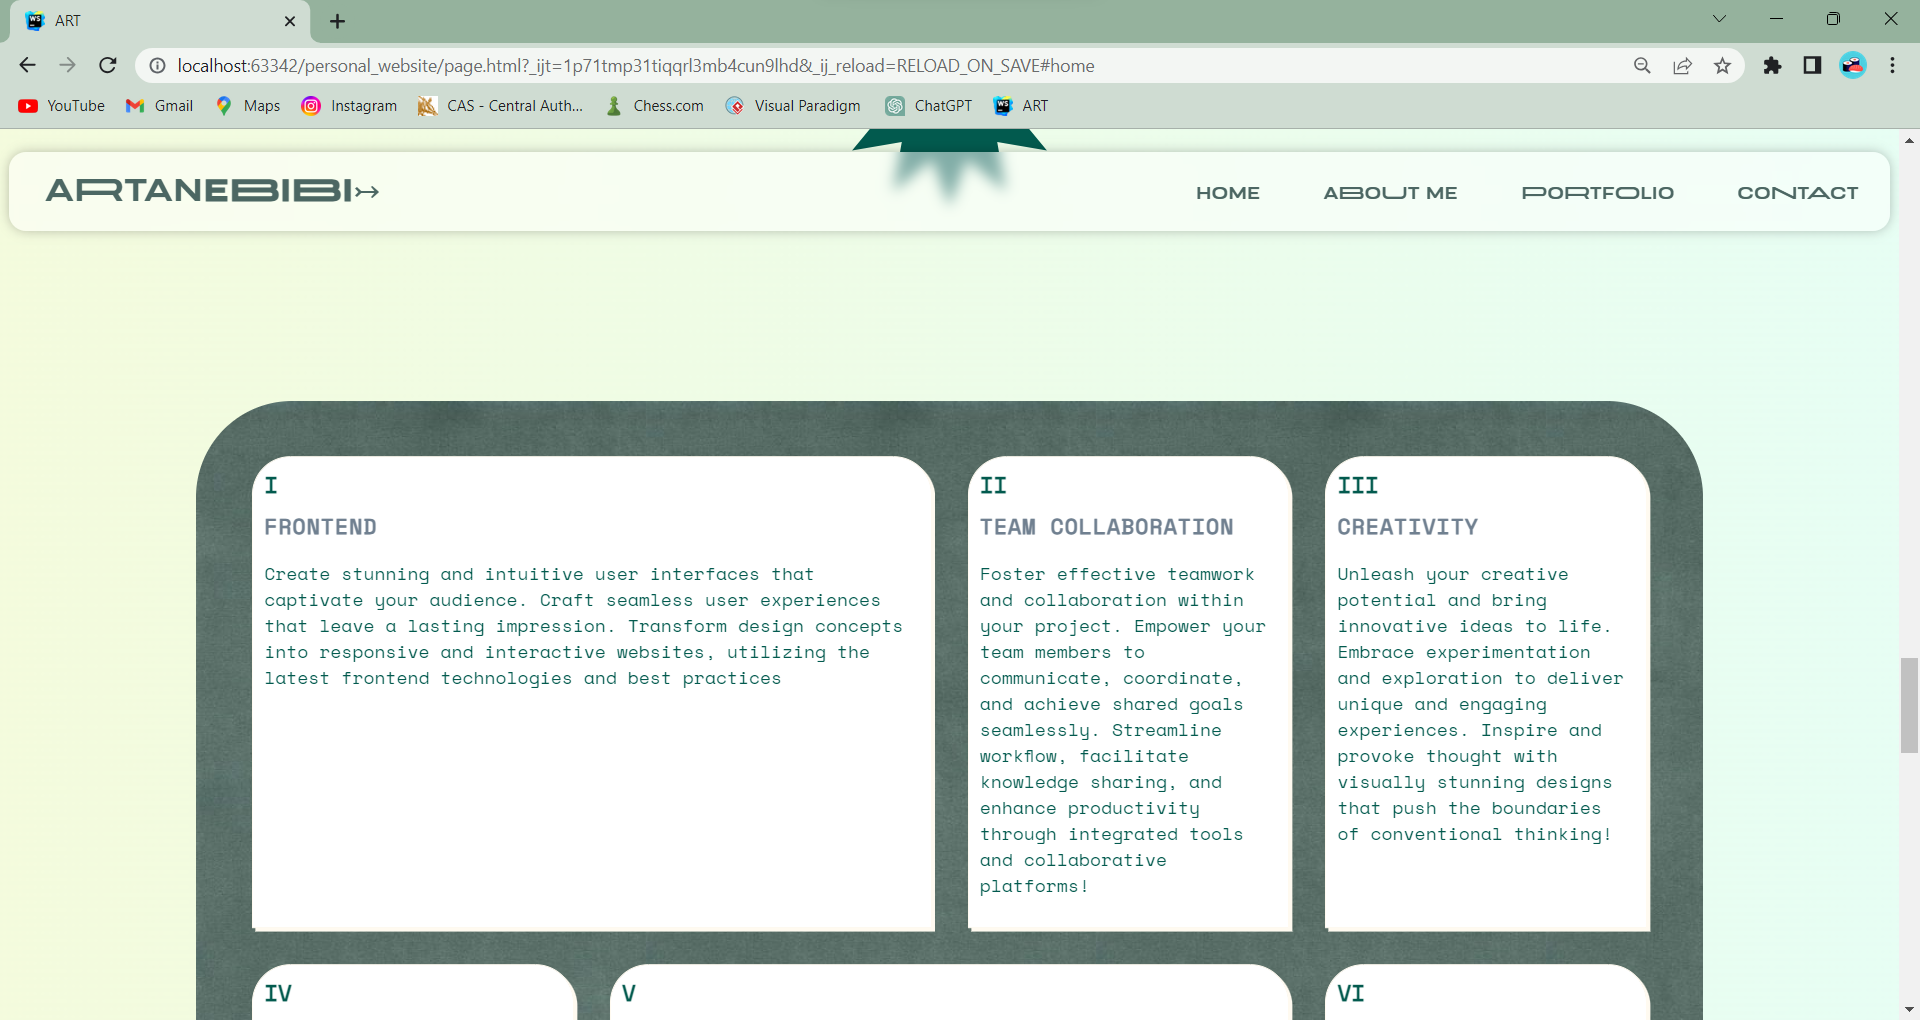 ART
localhost:63342/personal_website/page.html?_ijt=1p71tmp31tiqqrl3mb4cun9lhd&_ij_reload=RELOAD_ON_SAVE#home
YouTube Gmail Maps Instagram CAS - Central Auth... Chess.com Visual Paradigm ChatGPT WS ART
ARTANEBIBI HOME ABOUT ME PORTFOLIO CONTACT
I
FRONTEND
Create stunning and intuitive user interfaces that
captivate your audience. Craft seamless user experiences
that leave a lasting impression. Transform design concepts
into responsive and interactive websites, utilizing the
latest frontend technologies and best practices
II
TEAM COLLABORATION
Foster effective teamwork
and collaboration within
your project. Empower your
team members to
communicate, coordinate,
and achieve shared goals
seamlessly. Streamline
workflow, facilitate
knowledge sharing, and
enhance productivity
through integrated tools
and collaborative
platforms!
III
CREATIVITY
Unleash your creative
potential and bring
innovative ideas to life.
Embrace experimentation
and exploration to deliver
unique and engaging
experiences. Inspire and
provoke thought with
visually stunning designs
that push the boundaries
of conventional thinking!
IV
V
VI